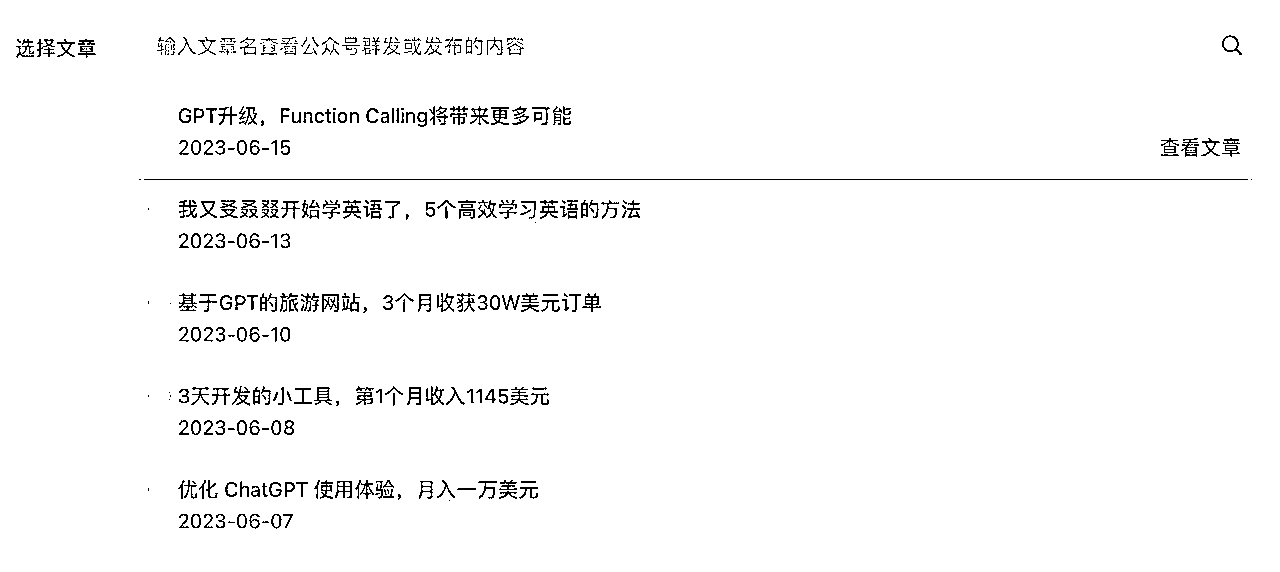 选择文章
输入文章名查看公众号群发或发布的内容
GPT升级，Function Calling将带来更多可能
2023-06-15
查看文章
我又双叒叕开始学英语了，5个高效学习英语的方法
2023-06-13
基于GPT的旅游网站，3个月收获30W美元订单
2023-06-10
3天开发的小工具，第1个月收入1145美元
2023-06-08
优化 ChatGPT 使用体验，月入一万美元
2023-06-07